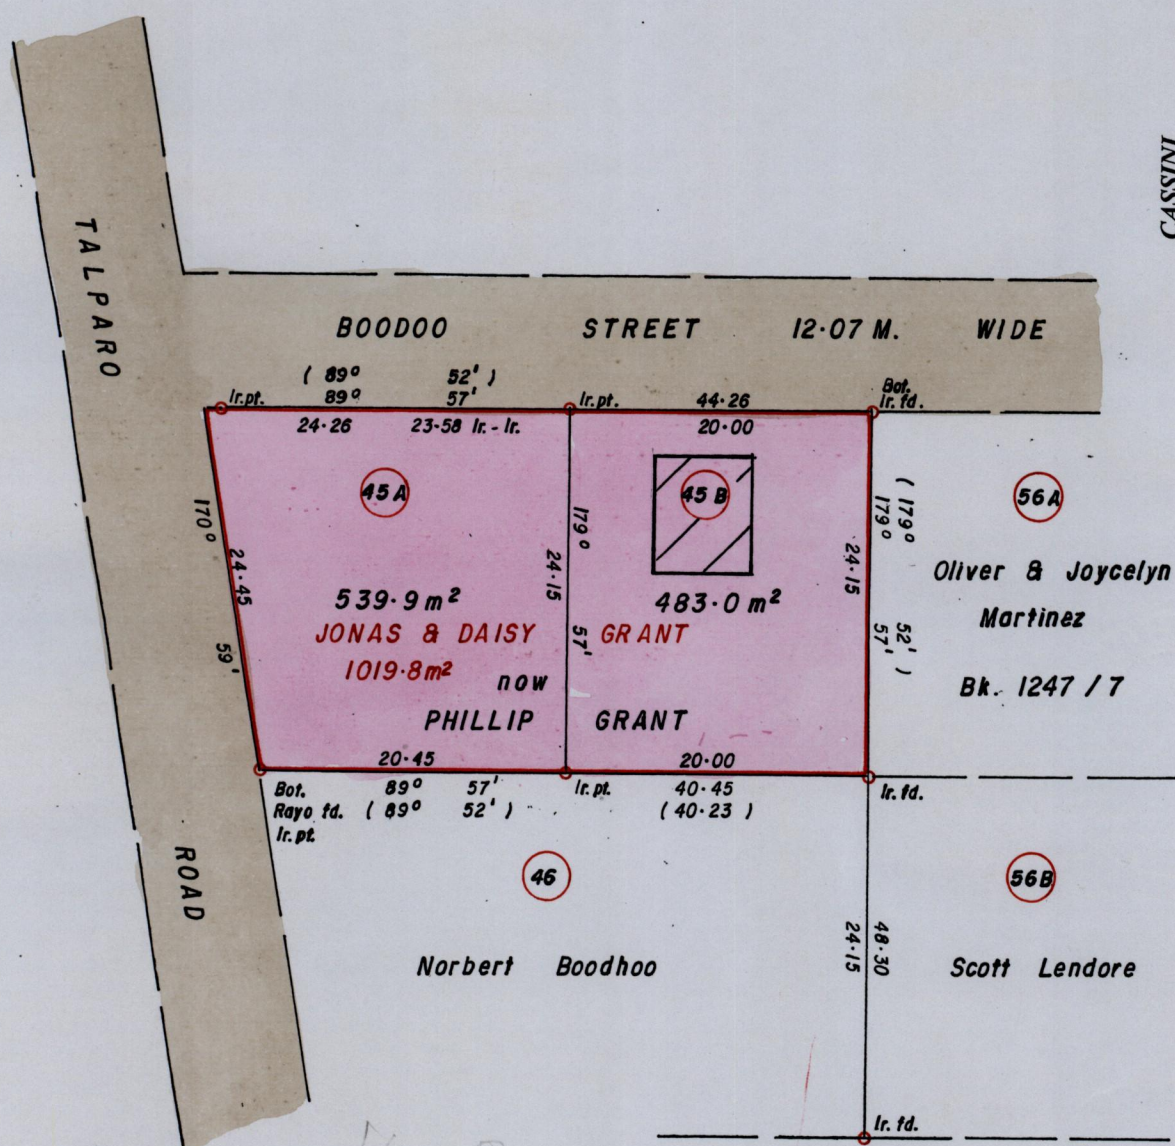 CASSINI
TALPARO
ROAD
BOODOO STREET 12·07 M. WIDE
( 89° 52' )
Ir.pt. 89° 57' Ir.pt. 44·26
Bot.
Ir. fd.
24·26 23·58 Ir.-Ir. 20·00
45A
45B
56A
170° 59'
24·45
179° 57'
24·15
24·15
179° 57'
( 179° 52' )
Oliver & Joycelyn
Martinez
Bk. 1247 / 7
539·9 m² 483·0 m²
JONAS & DAISY GRANT
1019·8m²
now
PHILLIP GRANT
20·45 20·00
Bot. 89° 57' Ir. pt. 40·45 Ir. fd.
Rayo fd. ( 89° 52' ) ( 40·23 )
Ir. pt.
46
56B
Norbert Boodhoo
24·15
48·30
Scott Lendore
Ir. fd.